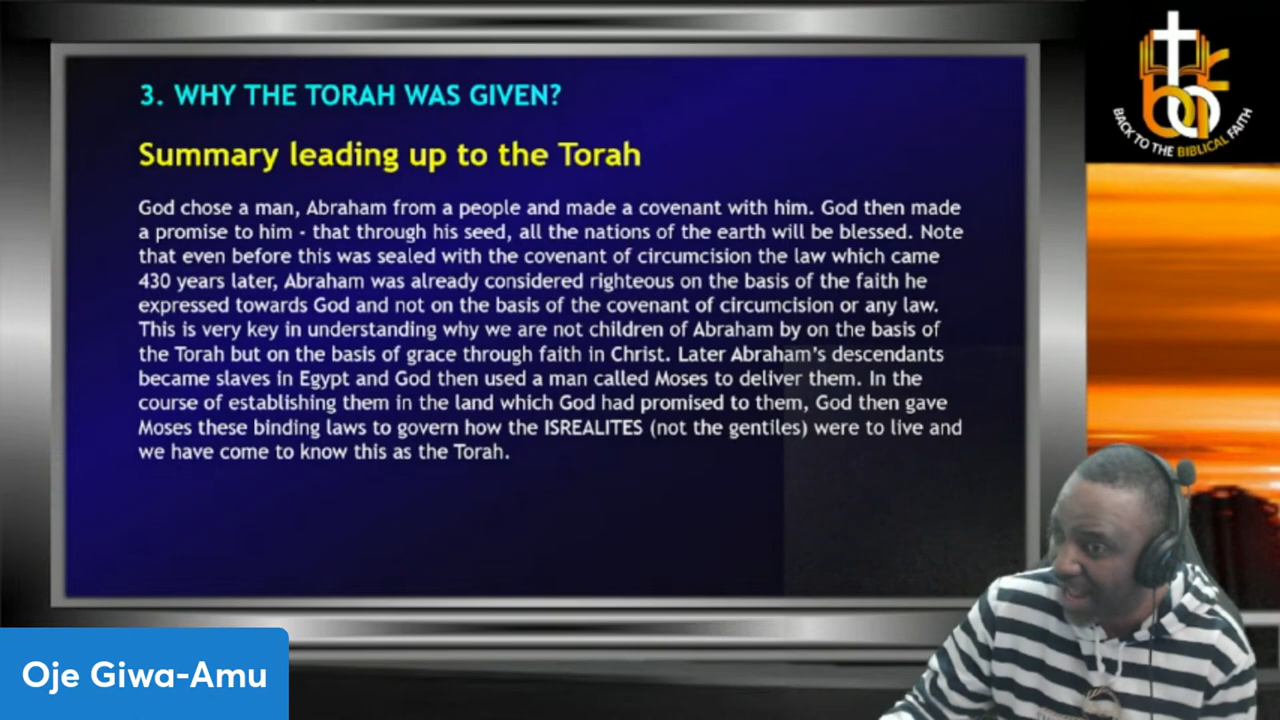 3. WHY THE TORAH WAS GIVEN?
Summary leading up to the Torah
God chose a man, Abraham from a people and made a covenant with him. God then made
a promise to him - that through his seed, all the nations of the earth will be blessed. Note
that even before this was sealed with the covenant of circumcision the law which came
430 years later, Abraham was already considered righteous on the basis of the faith he
expressed towards God and not on the basis of the covenant of circumcision or any law.
This is very key in understanding why we are not children of Abraham by on the basis of
the Torah but on the basis of grace through faith in Christ. Later Abraham's descendants
became slaves in Egypt and God then used a man called Moses to deliver them. In the
course of establishing them in the land which God had promised to them, God then gave
Moses these binding laws to govern how the ISREALITES (not the gentiles) were to live and
we have come to know this as the Torah.
BACK TO THE BIBLICAL FAITH
Oje Giwa-Amu